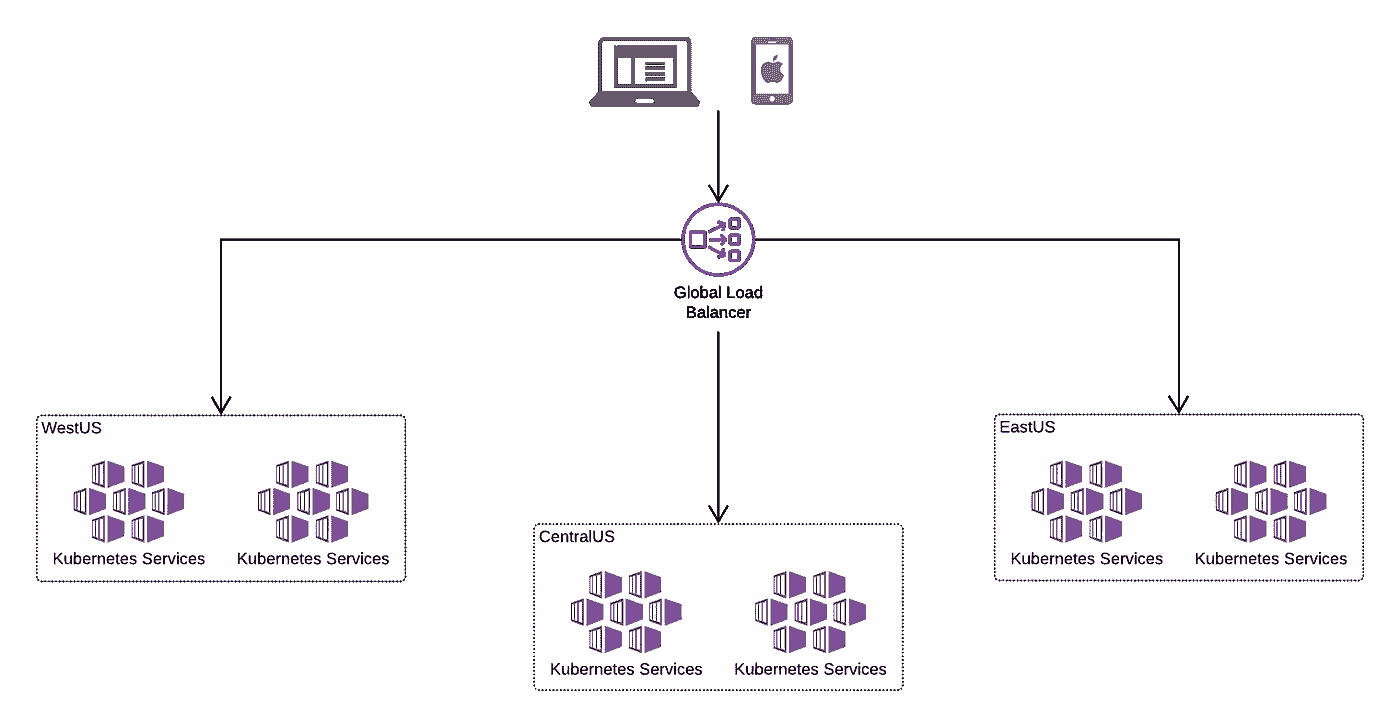 Global Load
Balancer
WestUS
Kubernetes Services
Kubernetes Services
CentralUS
Kubernetes Services
Kubernetes Services
EastUS
Kubernetes Services
Kubernetes Services